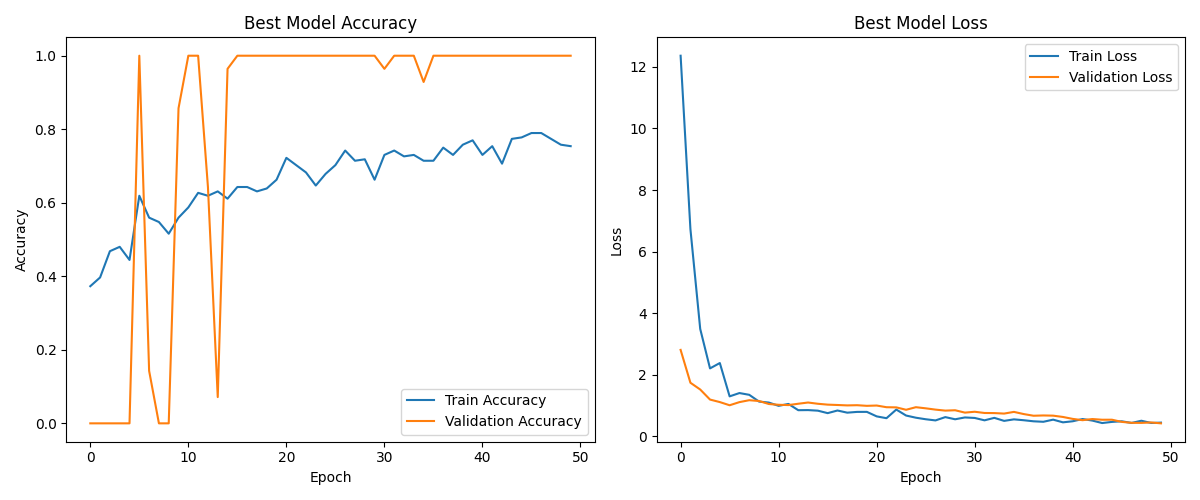 Best Model Accuracy
Accuracy
1.0
0.8
0.6
0.4
0.2
0.0
0 10 20 30 40 50
Epoch
Train Accuracy
Validation Accuracy
Best Model Loss
Loss
12
10
8
6
4
2
0
0 10 20 30 40 50
Epoch
Train Loss
Validation Loss